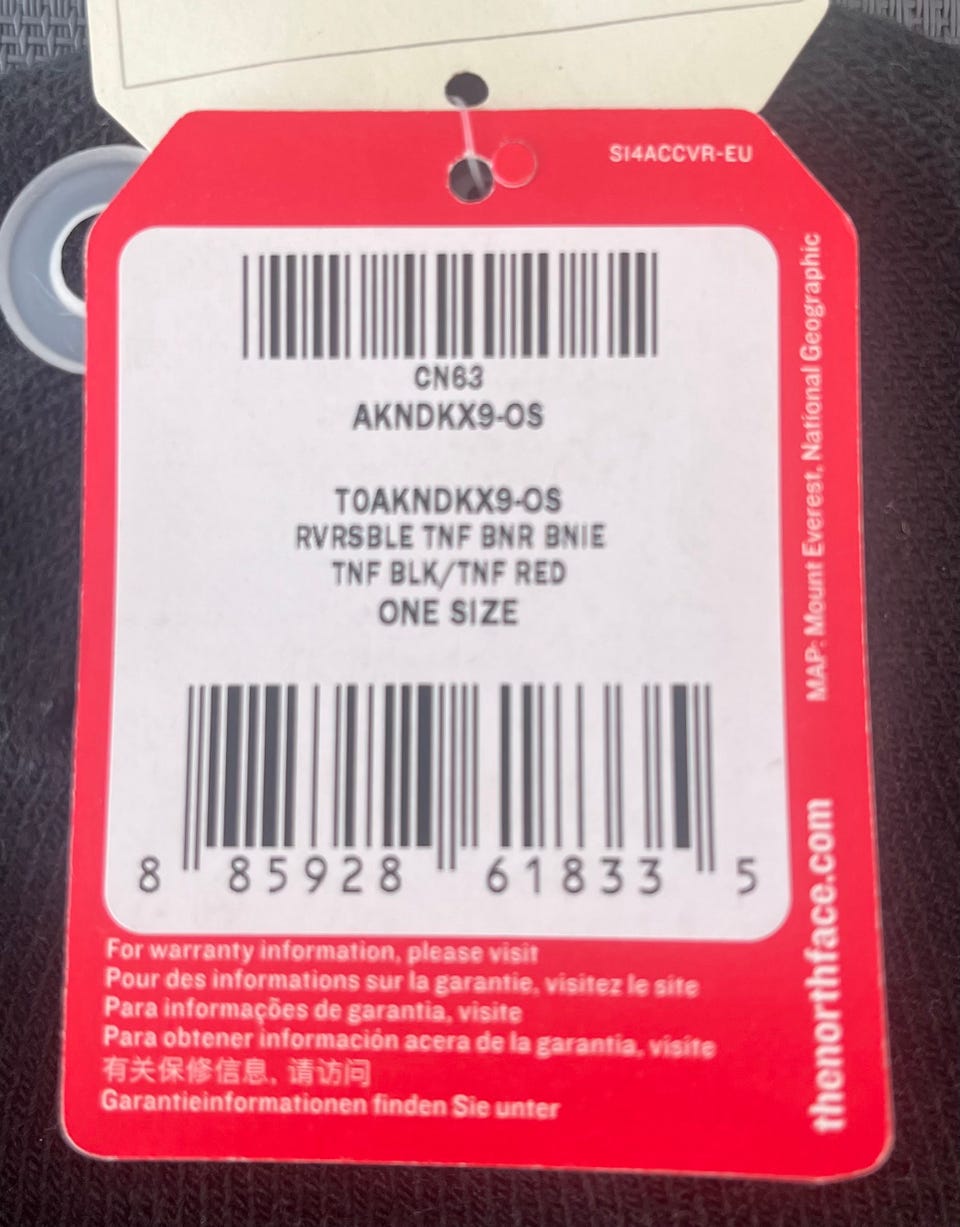 S14ACCVR-EU
CN63
AKNDKX9-OS
T0AKNDKX9-OS
RVRSBLE TNF BNR BNIE
TNF BLK/TNF RED
ONE SIZE
8 85928 61833 5
For warranty information, please visit
Pour des informations sur la garantie, visitez le site
Para informações de garantia, visite
Para obtener información acera de la garantia, visite
有关保修信息, 请访问
Garantieinformationen finden Sie unter
MAP: Mount Everest, National Geographic
thenorthface.com